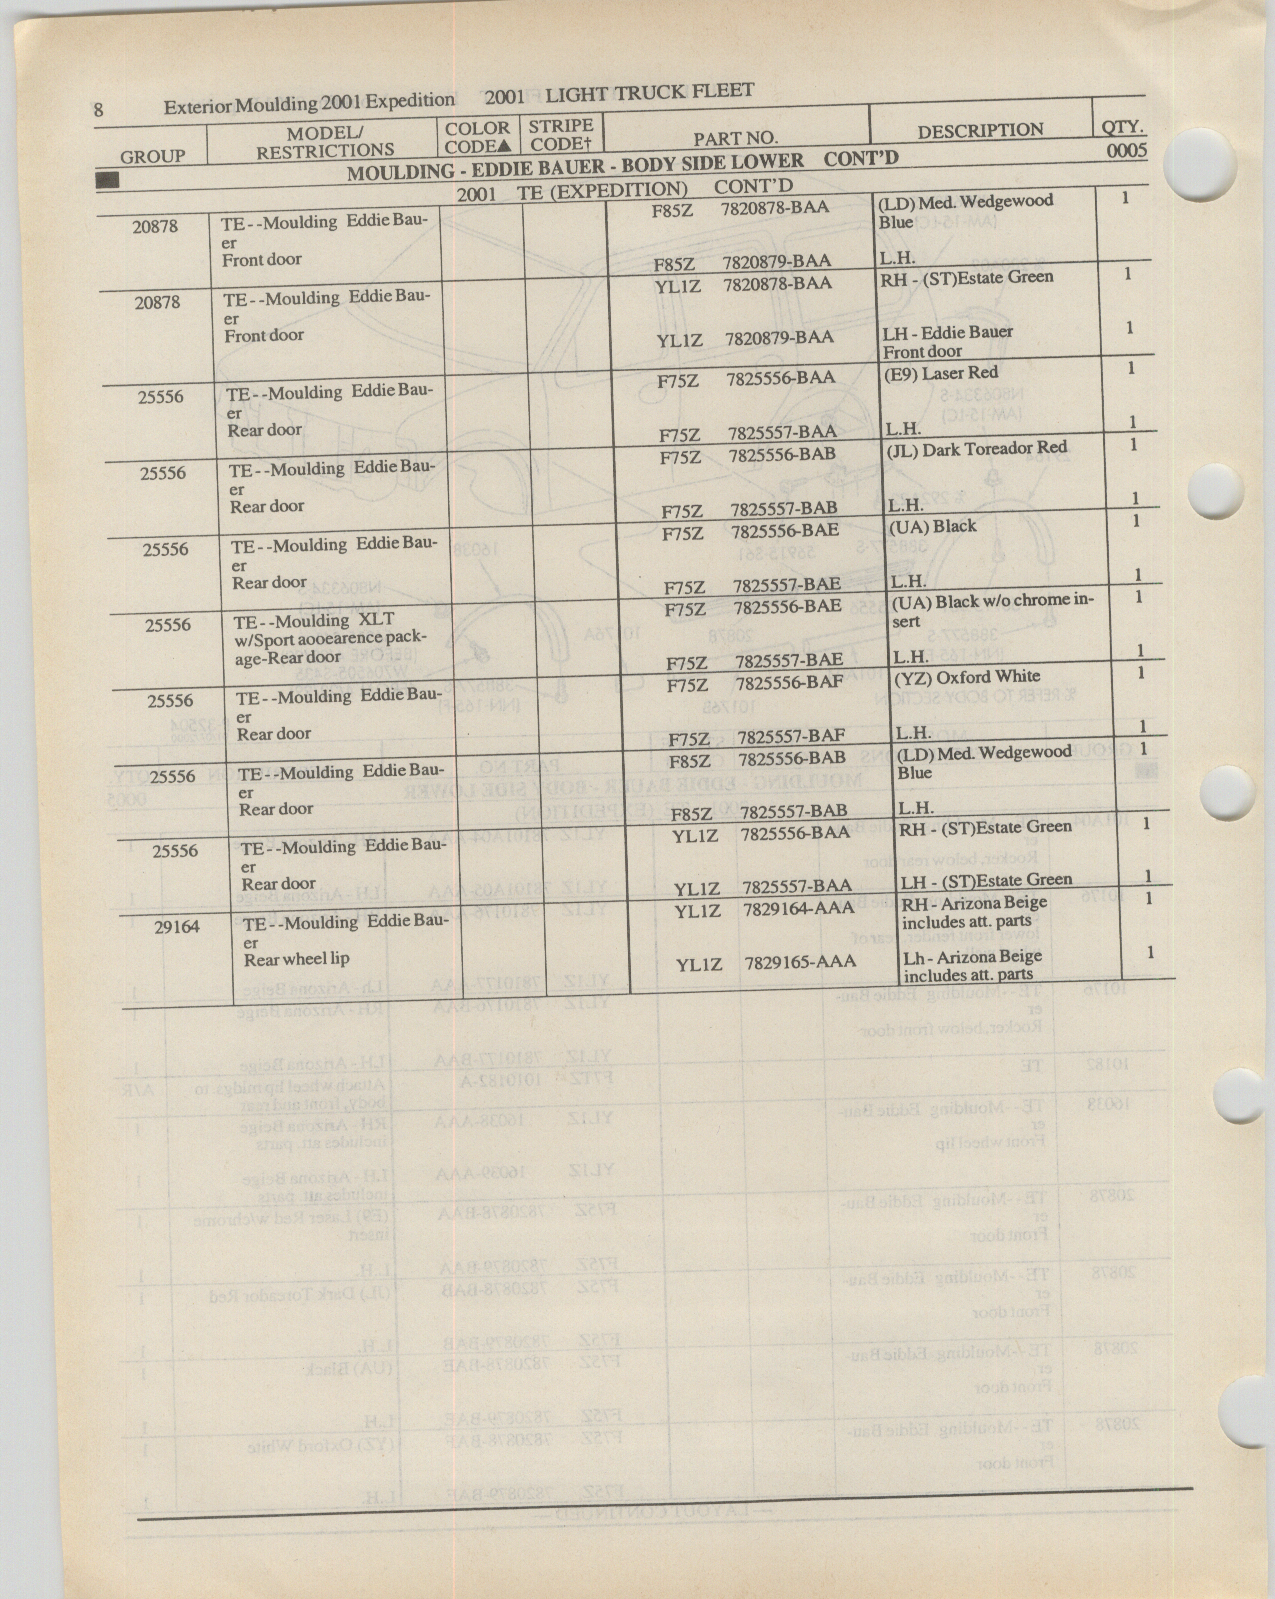 8 Exterior Moulding 2001 Expedition 2001 LIGHT TRUCK FLEET
GROUP MODEL/ RESTRICTIONS COLOR CODE▲ STRIPE CODE† PART NO. DESCRIPTION QTY.
MOULDING - EDDIE BAUER - BODY SIDE LOWER CONT'D 0005
2001 TE (EXPEDITION) CONT'D
20878 TE--Moulding Eddie Bau- F85Z 7820878-BAA (LD) Med. Wedgewood 1
er Blue
Front door F85Z 7820879-BAA L.H.
20878 TE--Moulding Eddie Bau- YL1Z 7820878-BAA RH - (ST)Estate Green 1
er
Front door YL1Z 7820879-BAA LH - Eddie Bauer 1
Front door
25556 TE--Moulding Eddie Bau- F75Z 7825556-BAA (E9) Laser Red 1
er
Rear door F75Z 7825557-BAA L.H. 1
25556 TE--Moulding Eddie Bau- F75Z 7825556-BAB (JL) Dark Toreador Red 1
er
Rear door F75Z 7825557-BAB L.H. 1
25556 TE--Moulding Eddie Bau- F75Z 7825556-BAE (UA) Black 1
er
Rear door F75Z 7825557-BAE L.H. 1
25556 TE--Moulding XLT F75Z 7825556-BAE (UA) Black w/o chrome in- 1
w/Sport aooearence pack- sert
age-Rear door F75Z 7825557-BAE L.H. 1
25556 TE--Moulding Eddie Bau- F75Z 7825556-BAF (YZ) Oxford White 1
er
Rear door F75Z 7825557-BAF L.H. 1
25556 TE--Moulding Eddie Bau- F85Z 7825556-BAB (LD) Med. Wedgewood 1
er Blue
Rear door F85Z 7825557-BAB L.H. 1
25556 TE--Moulding Eddie Bau- YL1Z 7825556-BAA RH - (ST)Estate Green 1
er
Rear door YL1Z 7825557-BAA LH - (ST)Estate Green 1
29164 TE--Moulding Eddie Bau- YL1Z 7829164-AAA RH - Arizona Beige 1
er includes att. parts
Rear wheel lip YL1Z 7829165-AAA Lh - Arizona Beige 1
includes att. parts